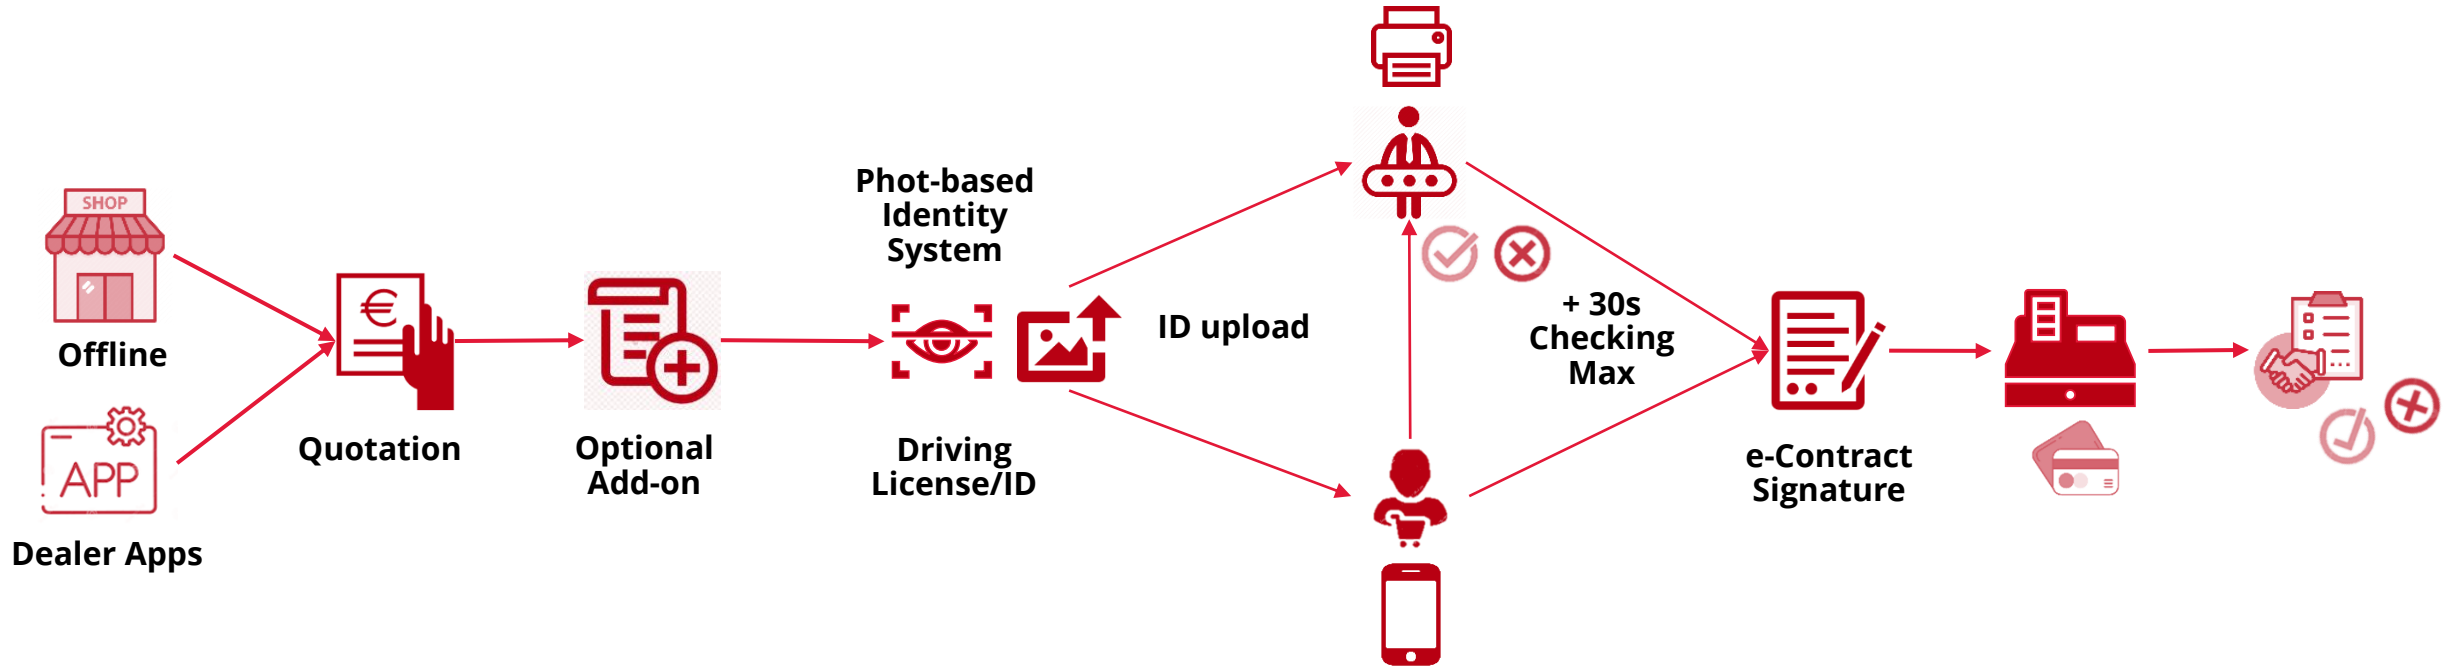 SHOP
Offline
APP
Dealer Apps
€
Quotation
Optional
Add-on
Phot-based
Identity
System
Driving
License/ID
ID upload
+ 30s
Checking
Max
e-Contract
Signature